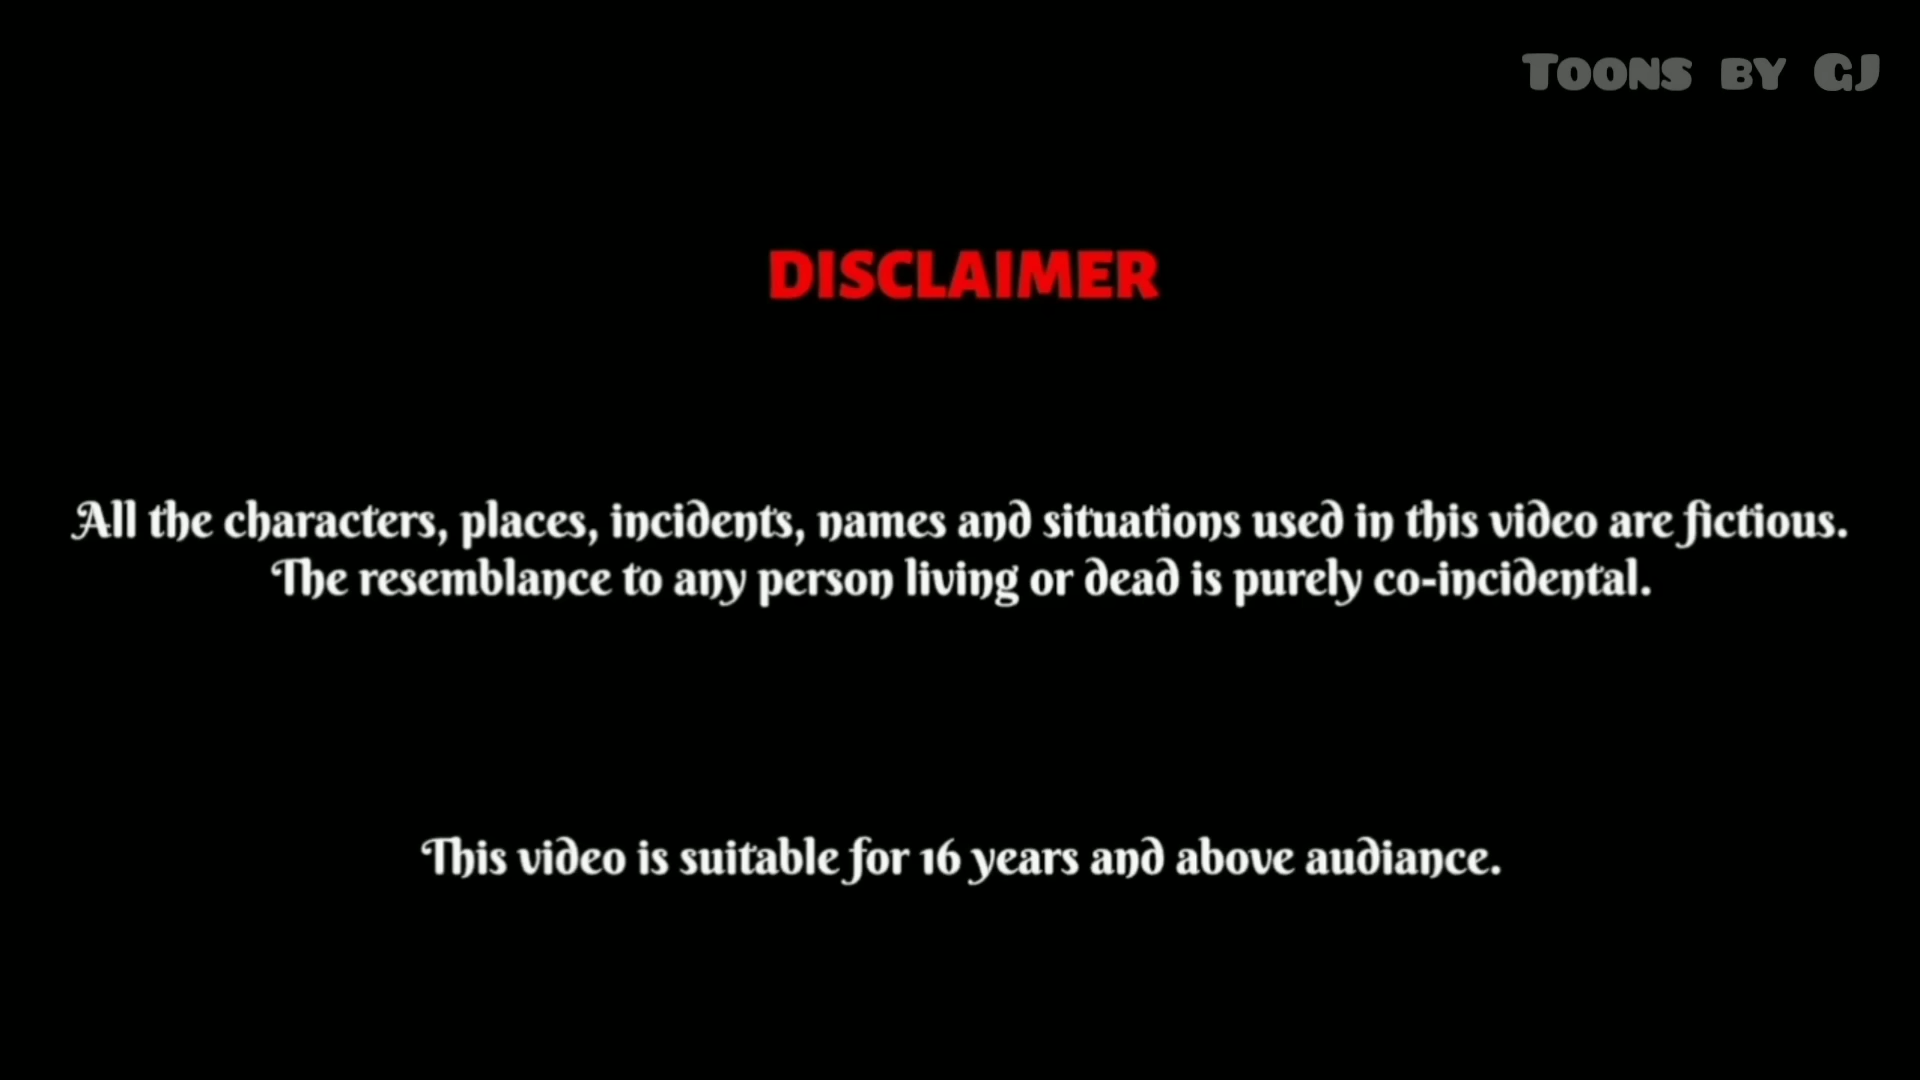 Toons by GJ
DISCLAIMER
All the characters, places, incidents, names and situations used in this video are fictious.
The resemblance to any person living or dead is purely co-incidental.
This video is suitable for 16 years and above audiance.